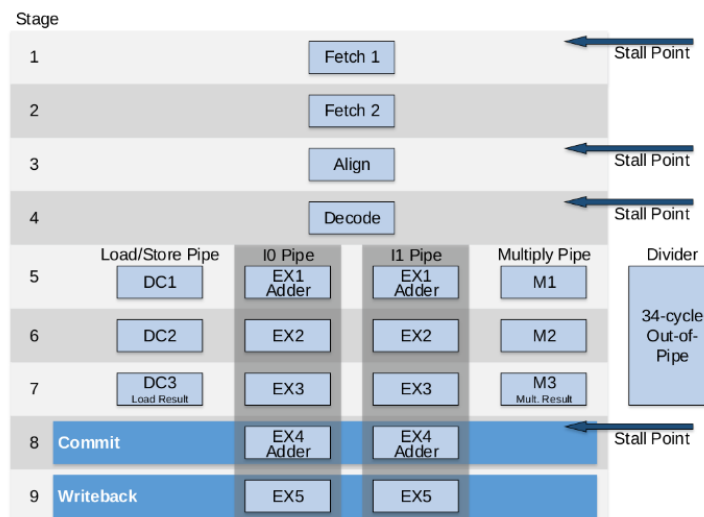 Stage
Stall Point
1
Fetch 1
2
Fetch 2
Stall Point
3
Align
Stall Point
4
Decode
Load/Store Pipe
I0 Pipe
I1 Pipe
Multiply Pipe
Divider
5
DC1
EX1
Adder
EX1
Adder
M1
34-cycle
Out-of-
Pipe
6
DC2
EX2
EX2
M2
7
DC3
Load Result
EX3
EX3
M3
Mult. Result
Stall Point
8
Commit
EX4
Adder
EX4
Adder
9
Writeback
EX5
EX5